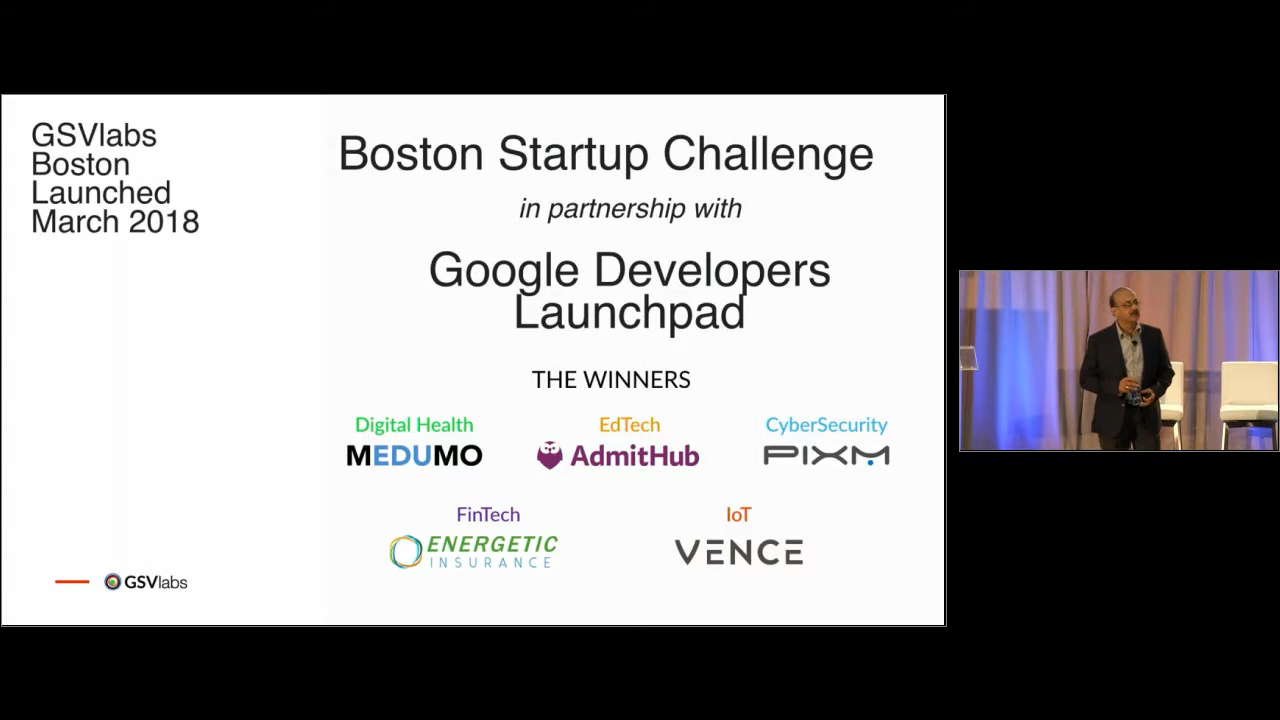 GSVlabs
Boston
Launched
March 2018
Boston Startup Challenge
in partnership with
Google Developers
Launchpad
THE WINNERS
Digital Health
EdTech
CyberSecurity
MEDUMO
AdmitHub
PIXM
FinTech
IoT
ENERGETIC
INSURANCE
VENCE
GSVlabs